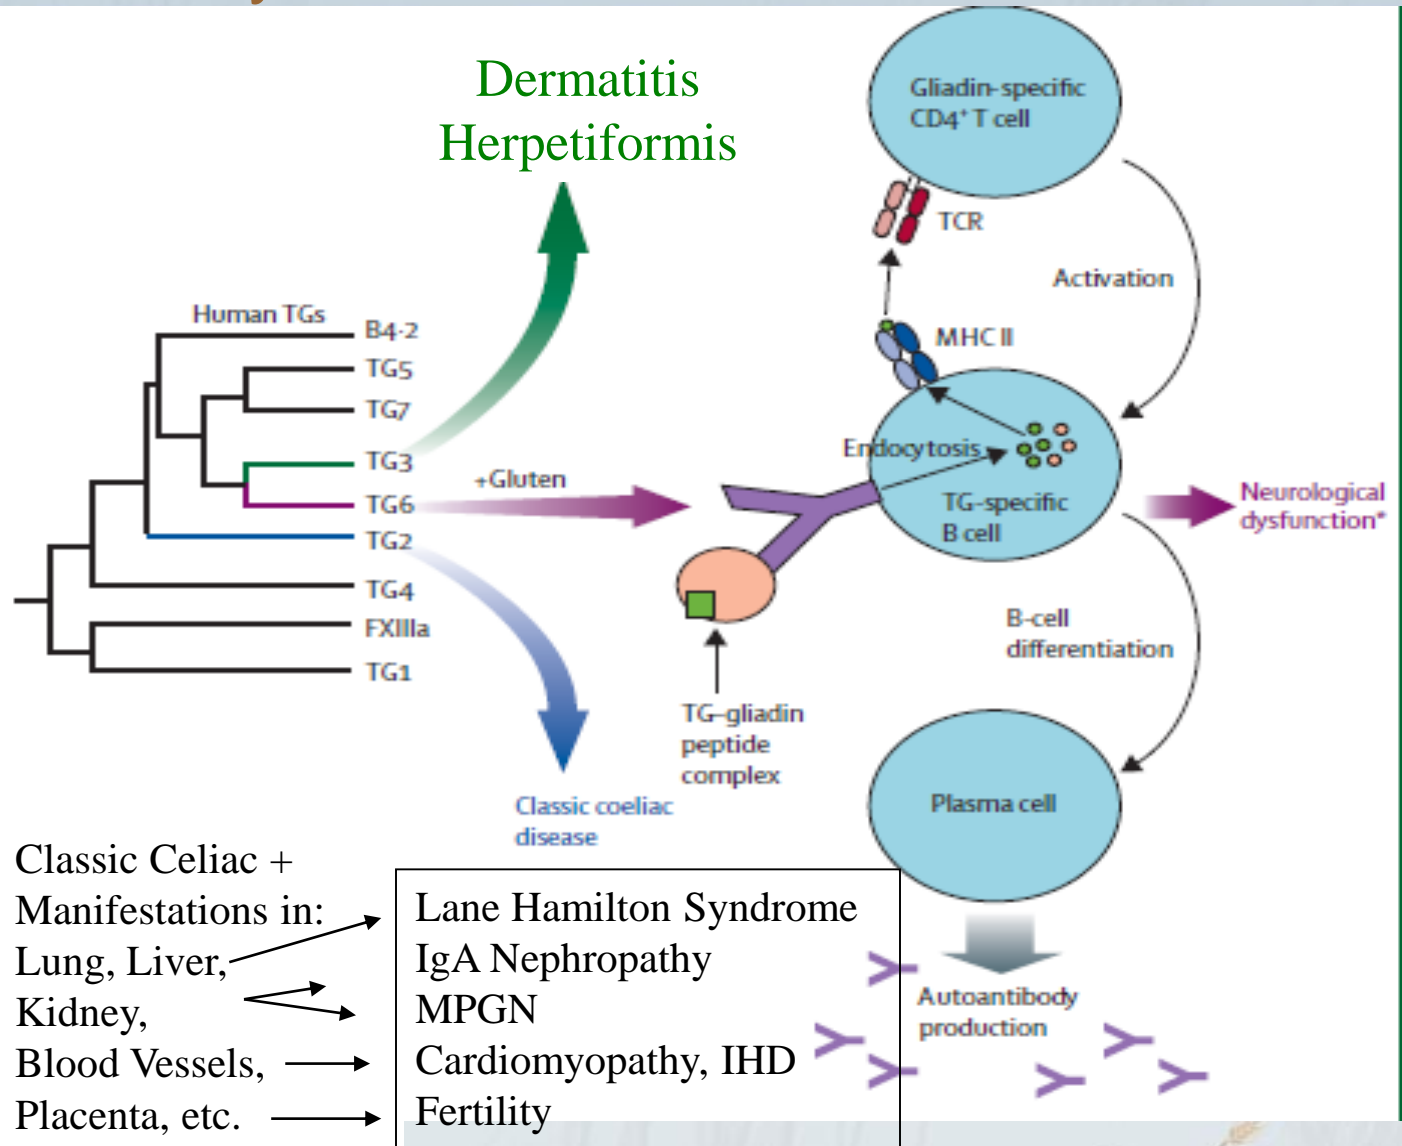 Dermatitis
Herpetiformis
Human TGs
B4-2
TG5
TG7
TG3
TG6
TG2
TG4
FXIIIa
TG1
+Gluten
Classic coeliac
disease
TG–gliadin
peptide
complex
Gliadin-specific
CD4+ T cell
TCR
Activation
MHC II
Endocytosis
TG-specific
B cell
Neurological
dysfunction*
B-cell
differentiation
Plasma cell
Autoantibody
production
Classic Celiac +
Manifestations in:
Lung, Liver,
Kidney,
Blood Vessels,
Placenta, etc.
Lane Hamilton Syndrome
IgA Nephropathy
MPGN
Cardiomyopathy, IHD
Fertility